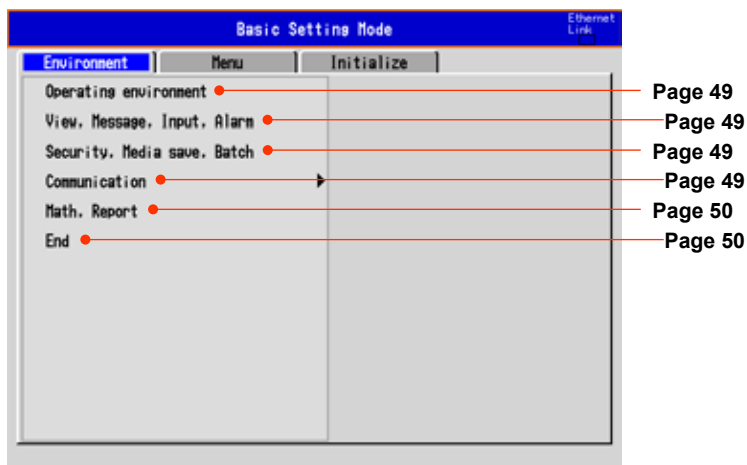 Basic Setting Mode
Ethernet
Link
Environment Menu Initialize
Operating environment Page 49
View, Message, Input, Alarm Page 49
Security, Media save, Batch Page 49
Communication Page 49
Math, Report Page 50
End Page 50